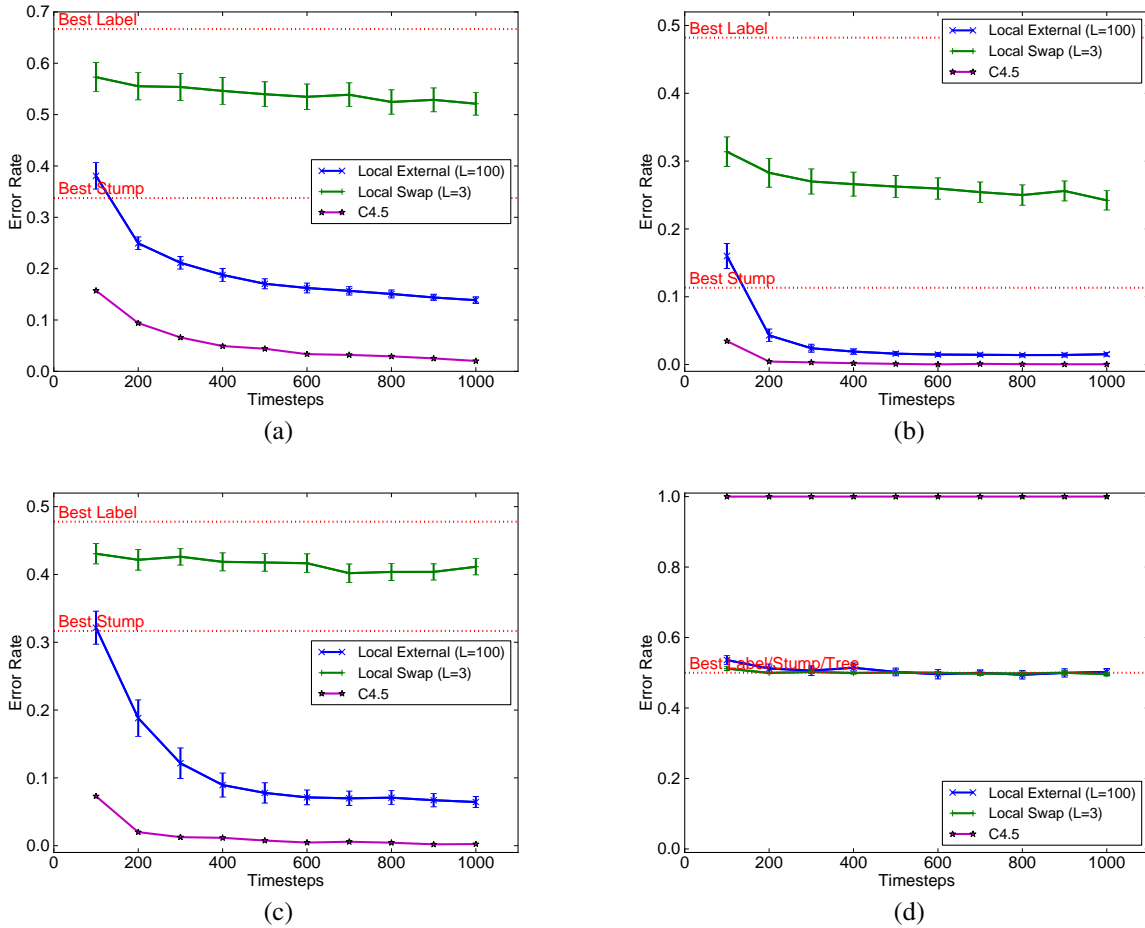 0.7
0.6
0.5
0.4
0.3
0.2
0.1
0.0
Error Rate
Best Label
Best Stump
Local External (L=100)
Local Swap (L=3)
C4.5
0 200 400 600 800 1000
Timesteps
(a)
0.5
0.4
0.3
0.2
0.1
0.0
Error Rate
Best Label
Best Stump
Local External (L=100)
Local Swap (L=3)
C4.5
0 200 400 600 800 1000
Timesteps
(b)
0.5
0.4
0.3
0.2
0.1
0.0
Error Rate
Best Label
Best Stump
Local External (L=100)
Local Swap (L=3)
C4.5
0 200 400 600 800 1000
Timesteps
(c)
1.0
0.8
0.6
0.4
0.2
0.0
Error Rate
Best Label/Stump/Tree
Local External (L=100)
Local Swap (L=3)
C4.5
0 200 400 600 800 1000
Timesteps
(d)